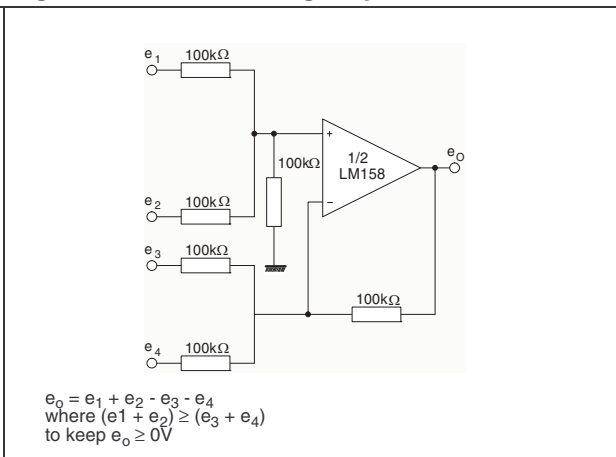 e1 100kΩ
100kΩ
+
1/2
LM158
eO
e2 100kΩ
-
e3 100kΩ
100kΩ
e4 100kΩ
eo = e1 + e2 - e3 - e4
where (e1 + e2) ≥ (e3 + e4)
to keep eo ≥ 0V